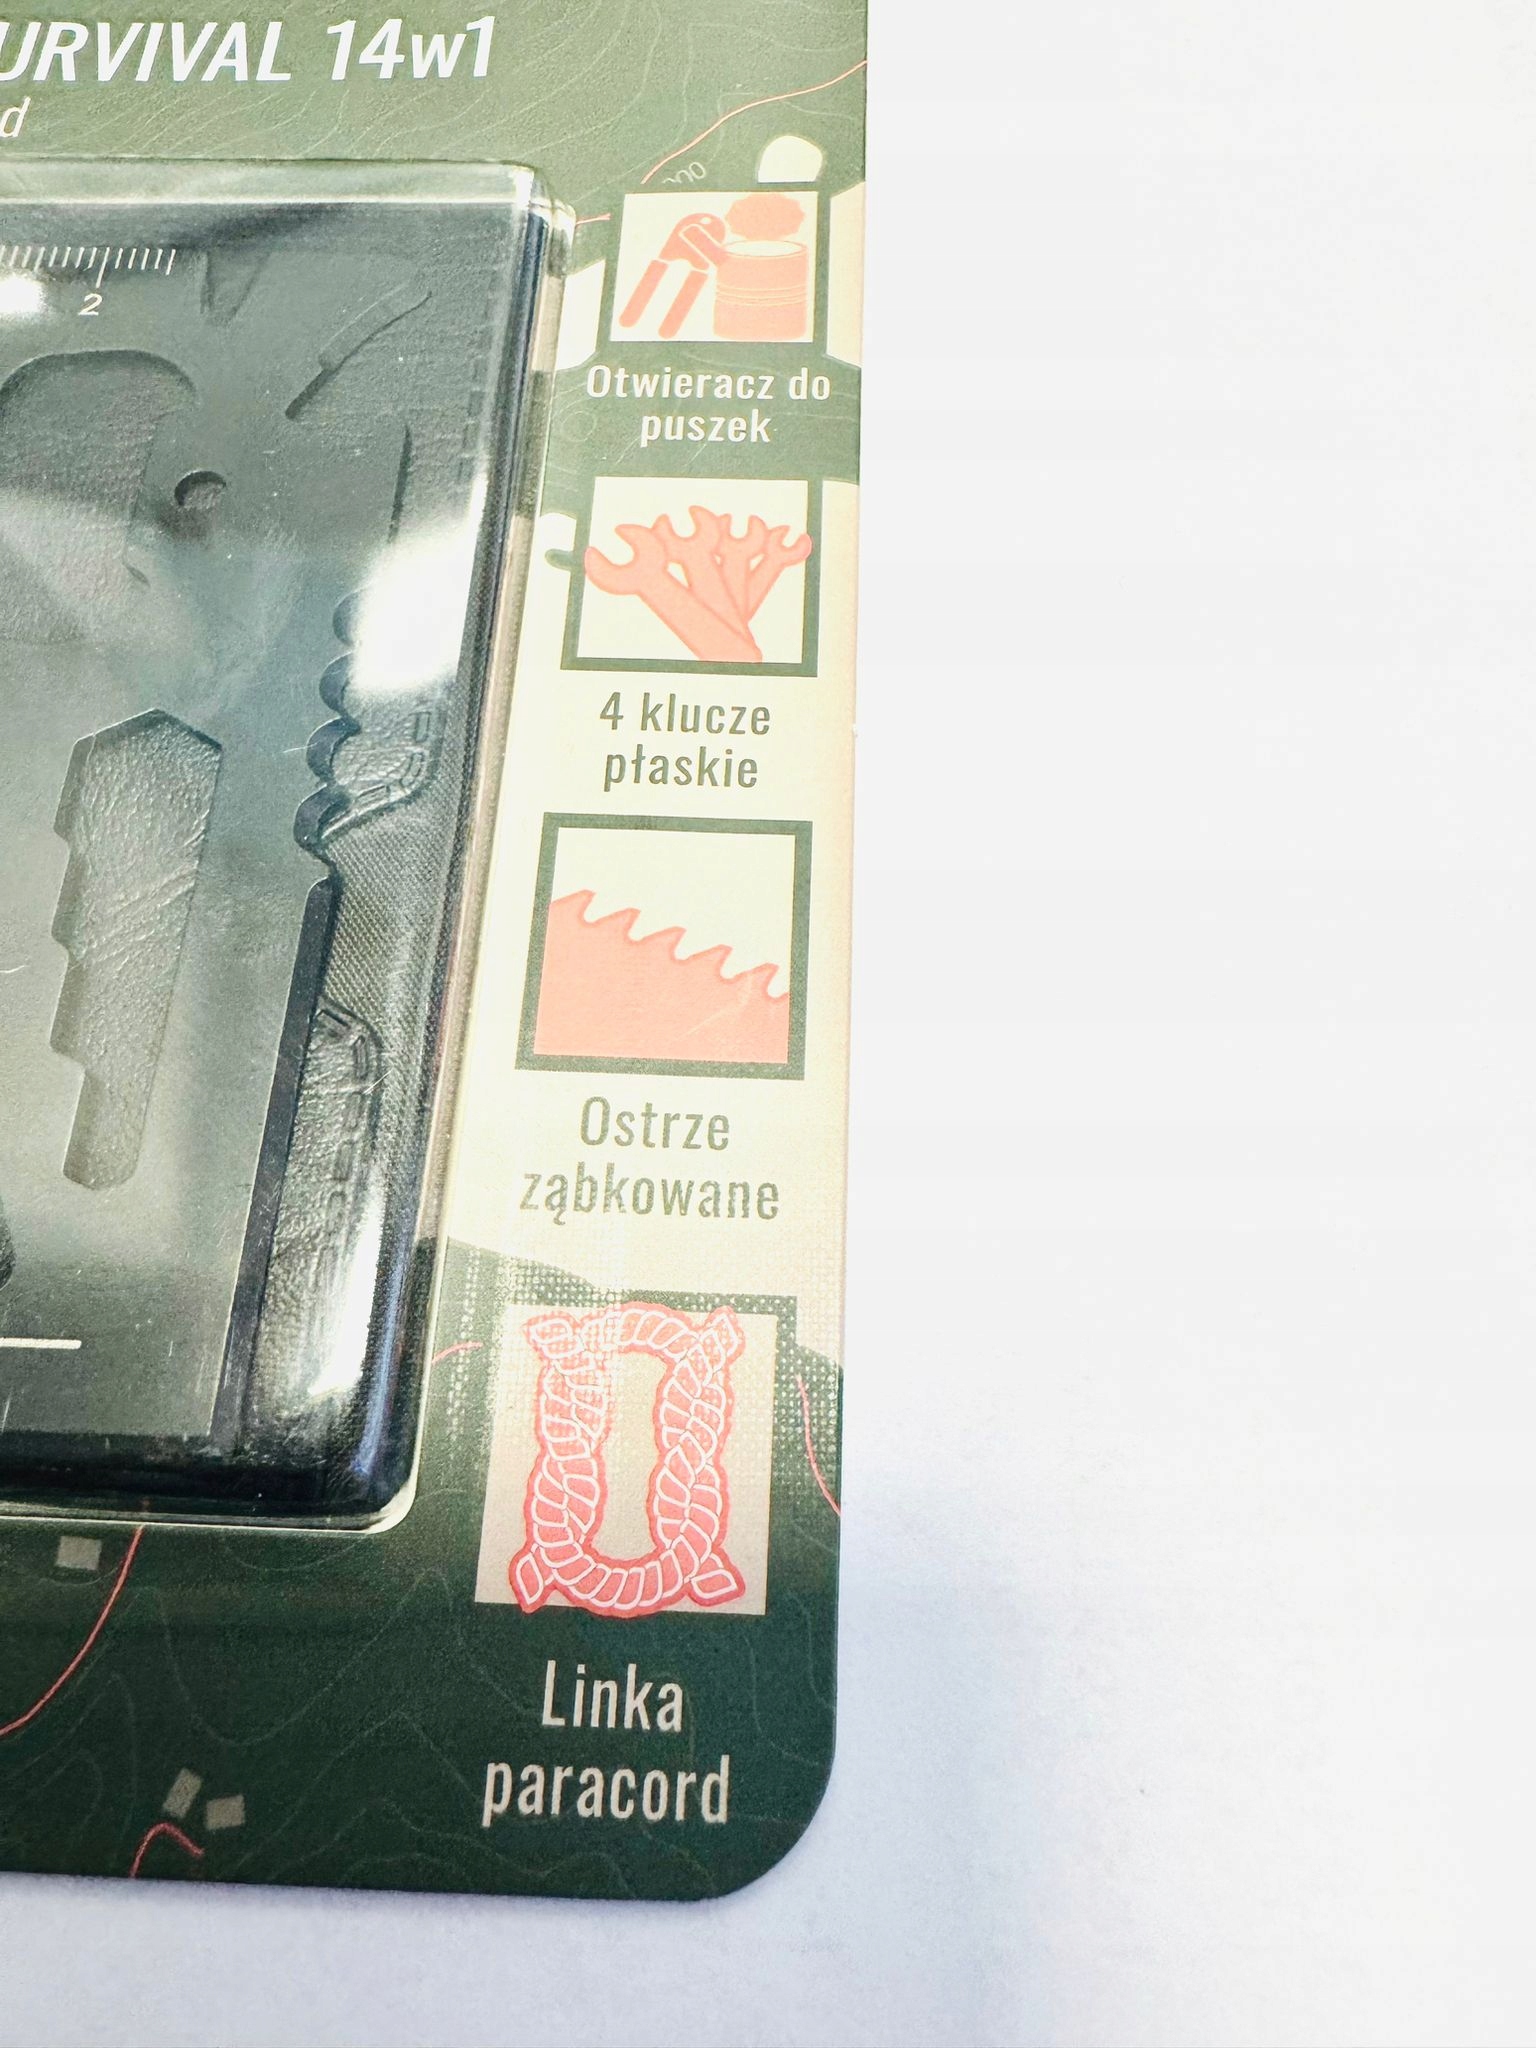 URVIVAL 14w1
d
2
Otwieracz do
puszek
4 klucze
płaskie
Ostrze
ząbkowane
Linka
paracord